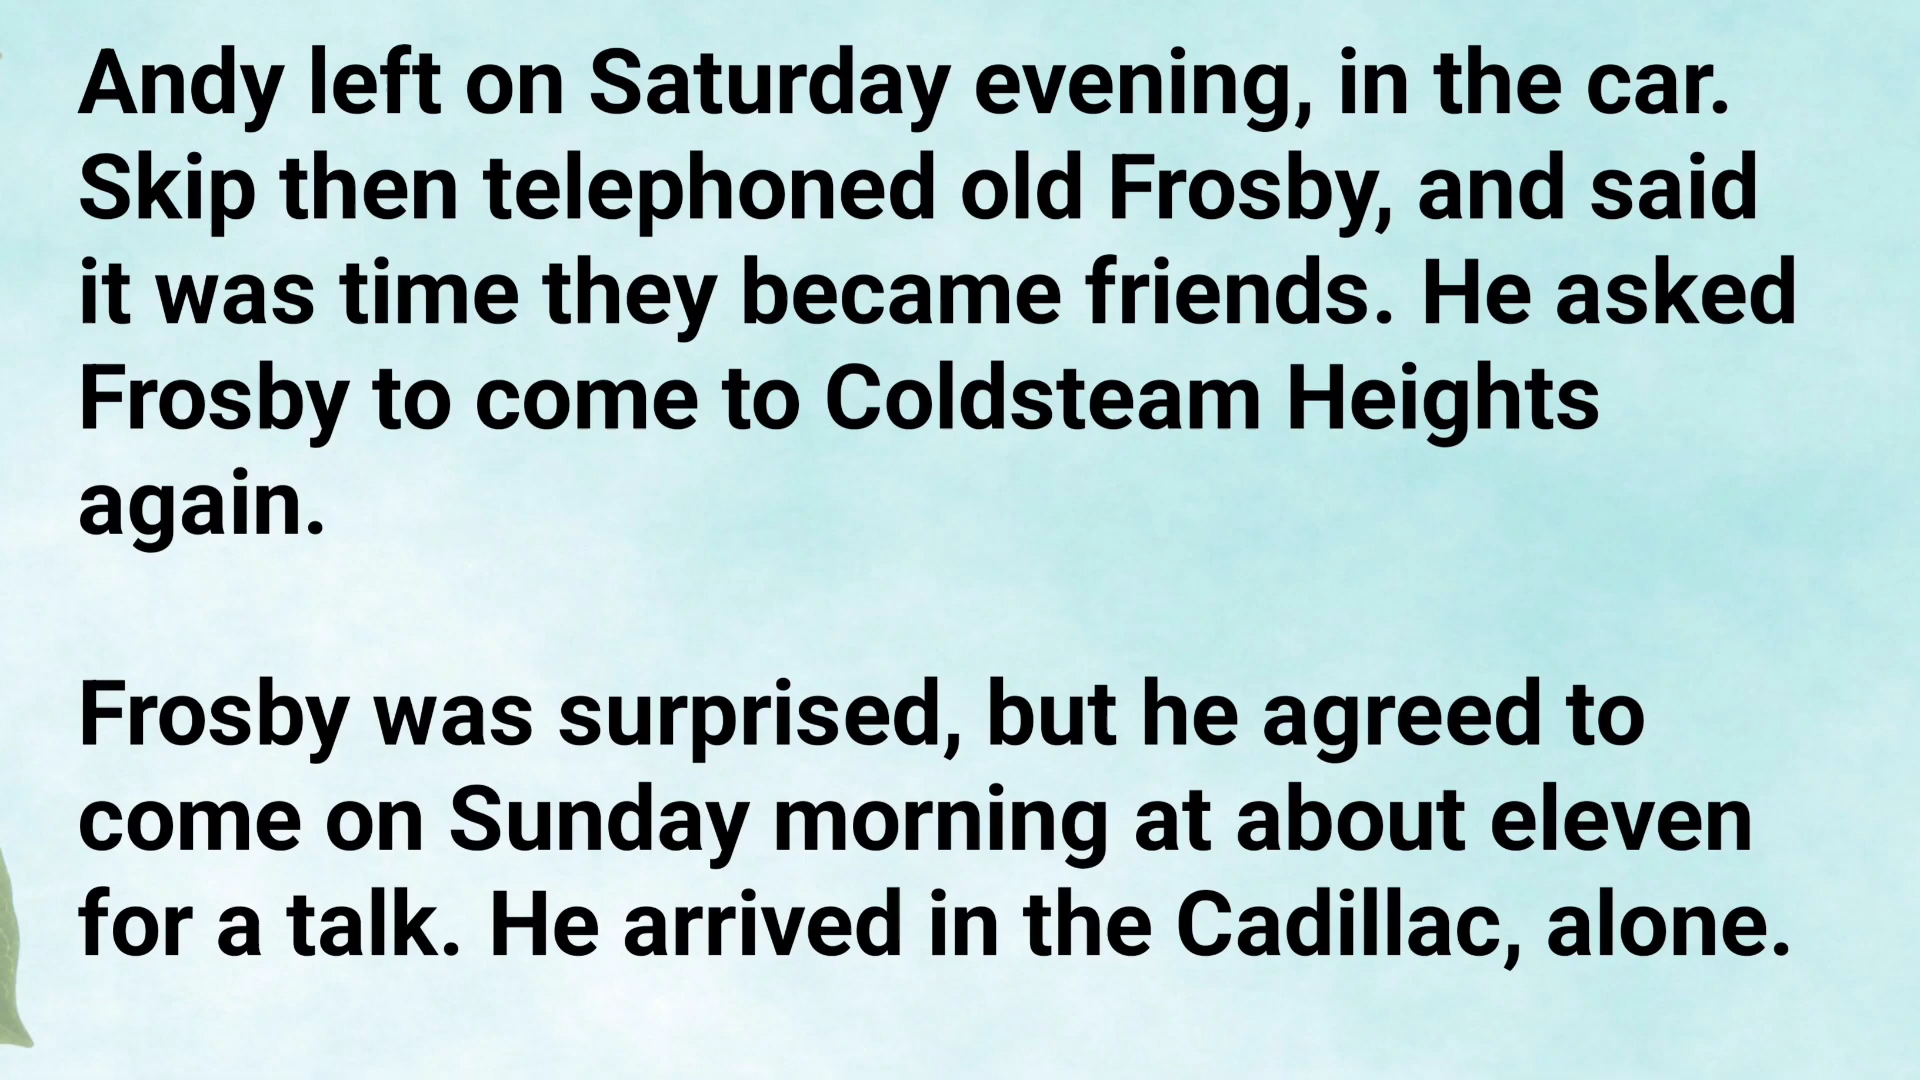 Andy left on Saturday evening, in the car.
Skip then telephoned old Frosby, and said
it was time they became friends. He asked
Frosby to come to Coldsteam Heights
again.
Frosby was surprised, but he agreed to
come on Sunday morning at about eleven
for a talk. He arrived in the Cadillac, alone.